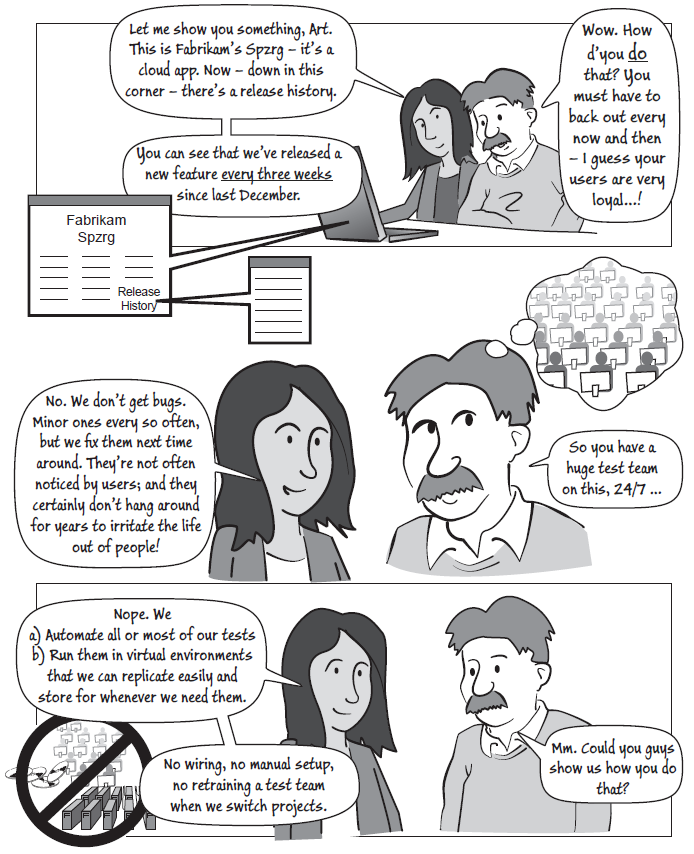 Let me show you something, Art.
This is Fabrikam's Spzrg – it's a
cloud app. Now – down in this
corner – there's a release history.
You can see that we've released a
new feature every three weeks
since last December.
Wow. How
d'you do
that? You
must have to
back out every
now and then
– I guess your
users are very
loyal...!
Fabrikam
Spzrg
Release
History
No. We don't get bugs.
Minor ones every so often,
but we fix them next time
around. They're not often
noticed by users; and they
certainly don't hang around
for years to irritate the life
out of people!
So you have a
huge test team
on this, 24/7 ...
Nope. We
a) Automate all or most of our tests
b) Run them in virtual environments
that we can replicate easily and
store for whenever we need them.
No wiring, no manual setup,
no retraining a test team
when we switch projects.
Mm. Could you guys
show us how you do
that?